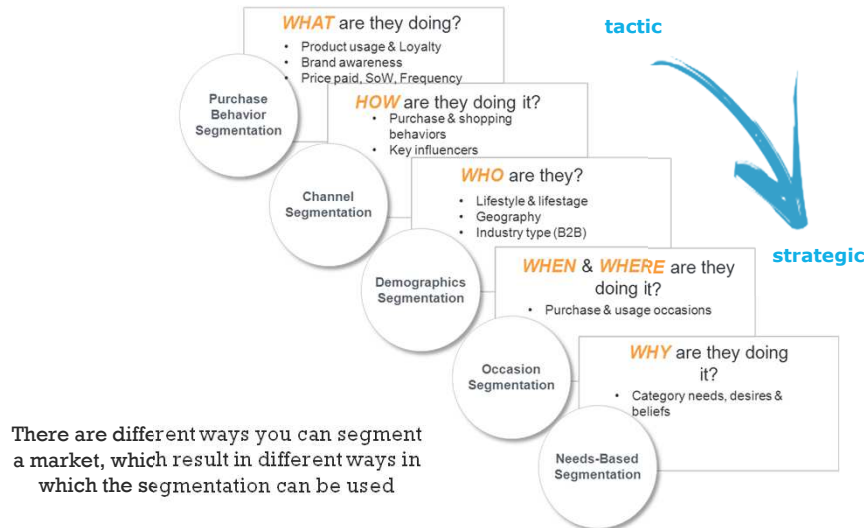 WHAT are they doing?
• Product usage & Loyalty
• Brand awareness
• Price paid, SoW, Frequency
Purchase
Behavior
Segmentation
HOW are they doing it?
• Purchase & shopping
behaviors
• Key influencers
Channel
Segmentation
WHO are they?
• Lifestyle & lifestage
• Geography
• Industry type (B2B)
Demographics
Segmentation
WHEN & WHERE are they
doing it?
• Purchase & usage occasions
Occasion
Segmentation
WHY are they doing
it?
• Category needs, desires &
beliefs
Needs-Based
Segmentation
tactic
strategic
There are different ways you can segment
a market, which result in different ways in
which the segmentation can be used